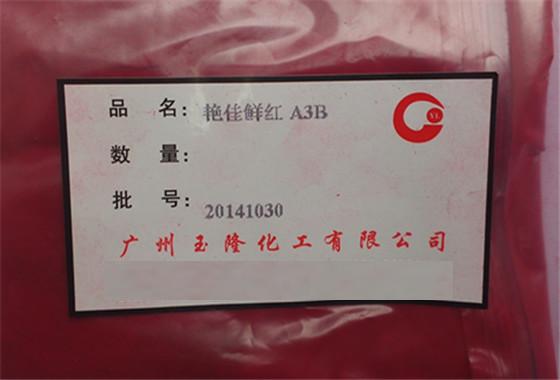 品 名：艳佳鲜红 A3B
YL
数 量：
批 号：20141030
广州玉隆化工有限公司